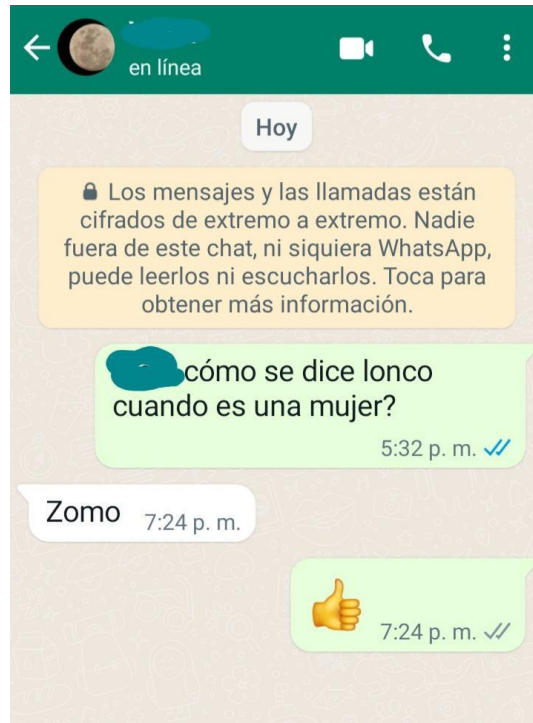 en línea
Hoy
Los mensajes y las llamadas están
cifrados de extremo a extremo. Nadie
fuera de este chat, ni siquiera WhatsApp,
puede leerlos ni escucharlos. Toca para
obtener más información.
cómo se dice lonco
cuando es una mujer?
5:32 p. m.
Zomo 7:24 p. m.
7:24 p. m.